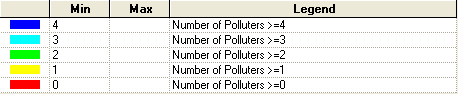 Min Max Legend
4 Number of Polluters >=4
3 Number of Polluters >=3
2 Number of Polluters >=2
1 Number of Polluters >=1
0 Number of Polluters >=0